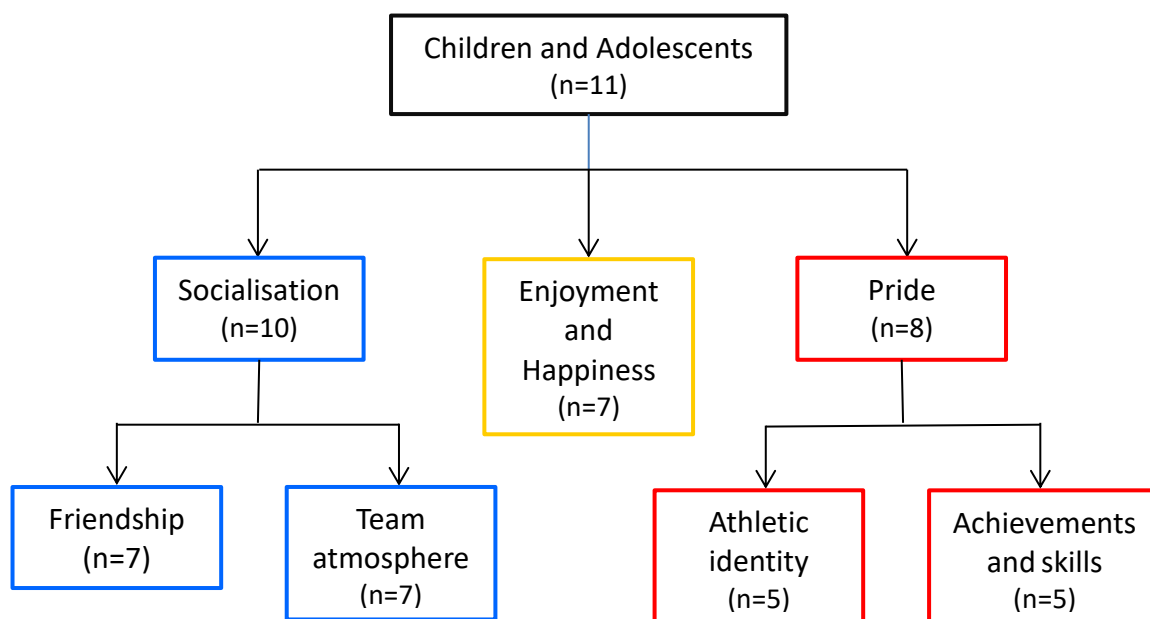 Children and Adolescents
(n=11)
Socialisation
(n=10)
Enjoyment
and
Happiness
(n=7)
Pride
(n=8)
Friendship
(n=7)
Team
atmosphere
(n=7)
Athletic
identity
(n=5)
Achievements
and skills
(n=5)